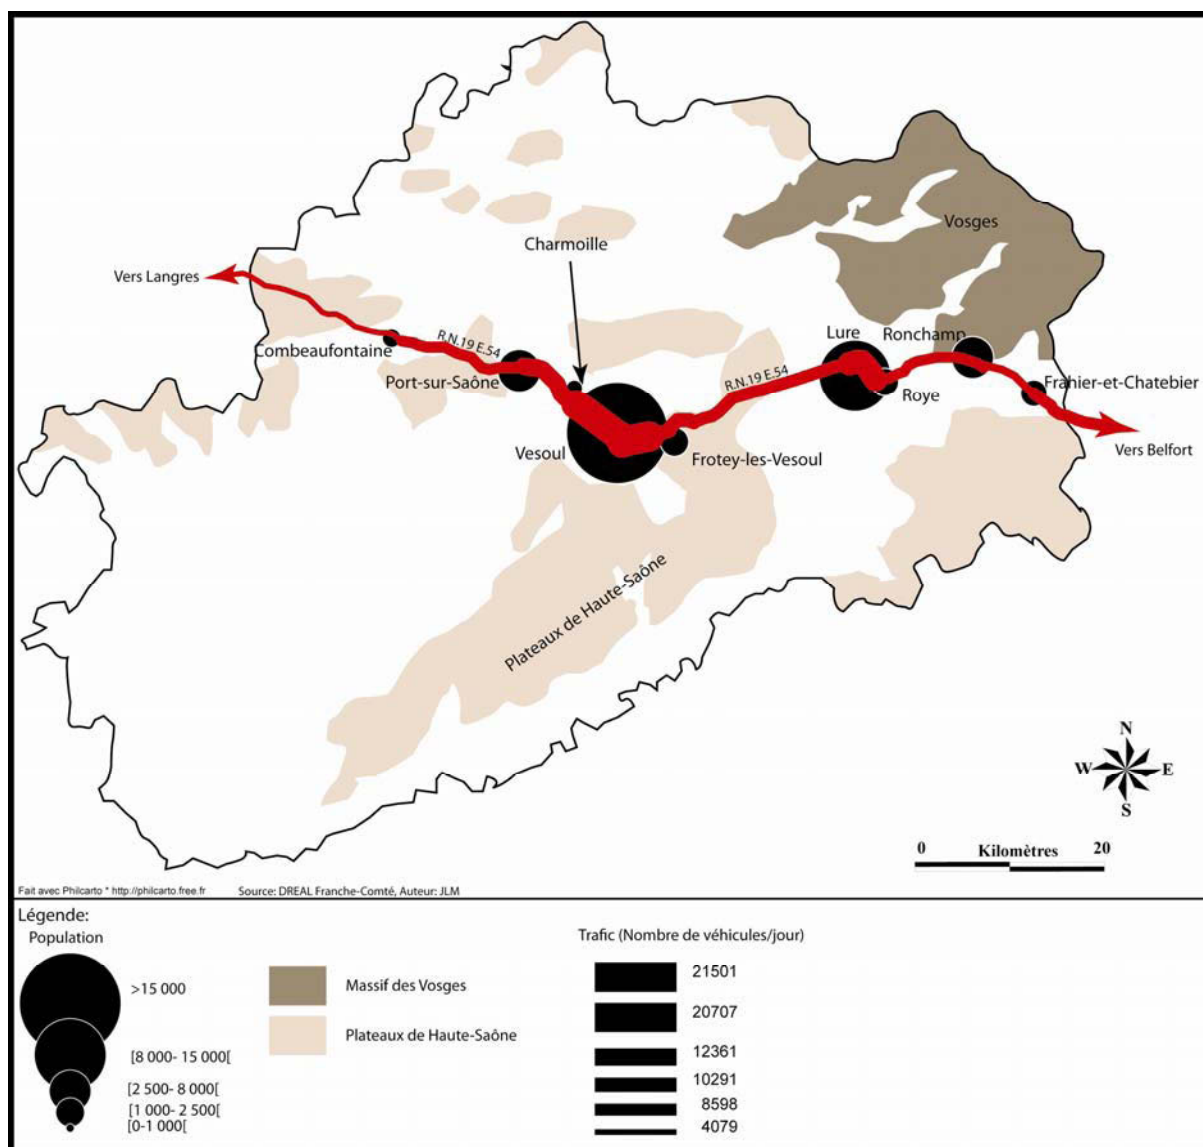 Vosges
Charmoille
Vers Langres
R.N.19 E.54
Combeaufontaine
Port-sur-Saône
Lure
Ronchamp
R.N.19 E.54
Roye
Frahier-et-Chatebier
Vesoul
Frotey-les-Vesoul
Vers Belfort
Plateaux de Haute-Saône
N
W E
S
0 Kilomètres 20
Fait avec Philcarto * http://philcarto.free.fr Source: DREAL Franche-Comté, Auteur: JLM
Légende:
Population
>15 000
[8 000- 15 000[
[2 500- 8 000[
[1 000- 2 500[
[0-1 000[
Massif des Vosges
Plateaux de Haute-Saône
Trafic (Nombre de véhicules/jour)
21501
20707
12361
10291
8598
4079